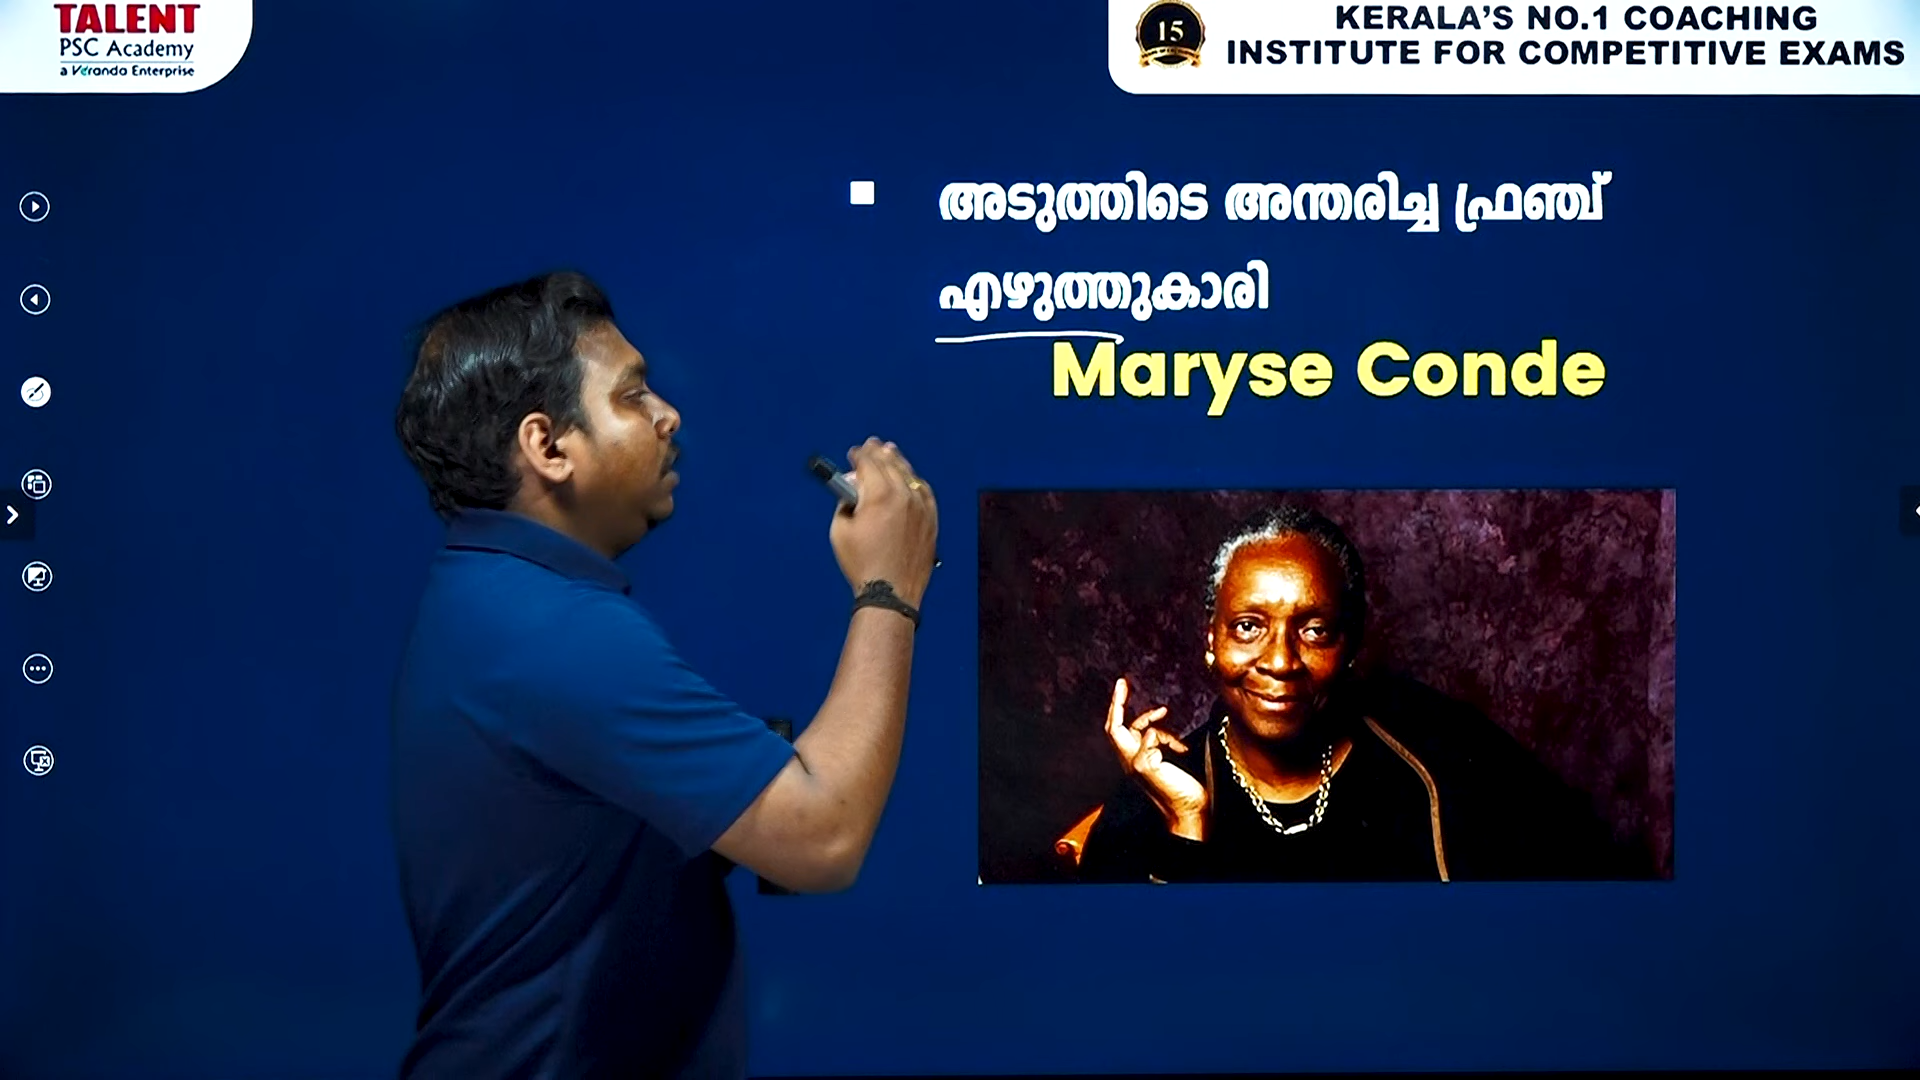 TALENT
PSC Academy
a Veranda Enterprise
15
KERALA'S NO.1 COACHING
INSTITUTE FOR COMPETITIVE EXAMS
അടുത്തിടെ അന്തരിച്ച ഫ്രഞ്ച്
എഴുത്തുകാരി
Maryse Conde